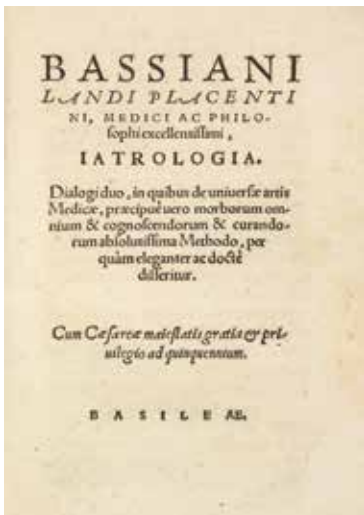 BASSIANI
LANDI PLACENTI
NI, MEDICI AC PHILO-
sophi excellentissimi,
IATROLOGIA.
Dialogi duo, in quibus de universæ artis
Medicæ, præcipuè uero morborum om-
nium & cognoscendorum & curando-
rum absolutissima Methodo, per
quàm eleganter ac doctè
disseritur.
Cum Cæsareæ maiestatis gratia & pri-
uilegio ad quinquennium.
BASILEAE.